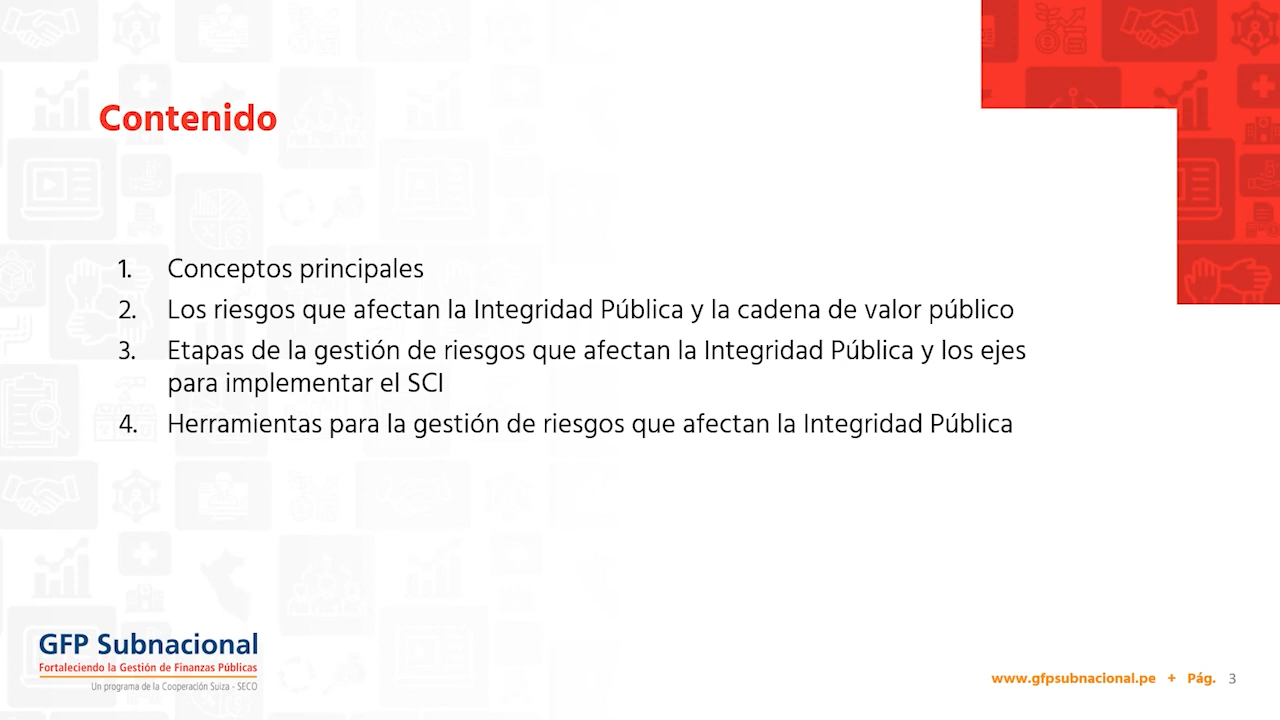 Contenido
1. Conceptos principales
2. Los riesgos que afectan la Integridad Pública y la cadena de valor público
3. Etapas de la gestión de riesgos que afectan la Integridad Pública y los ejes
para implementar el SCI
4. Herramientas para la gestión de riesgos que afectan la Integridad Pública
GFP Subnacional
Fortaleciendo la Gestión de Finanzas Públicas
Un programa de la Cooperación Suiza - SECO
www.gfpsubnacional.pe + Pág. 3